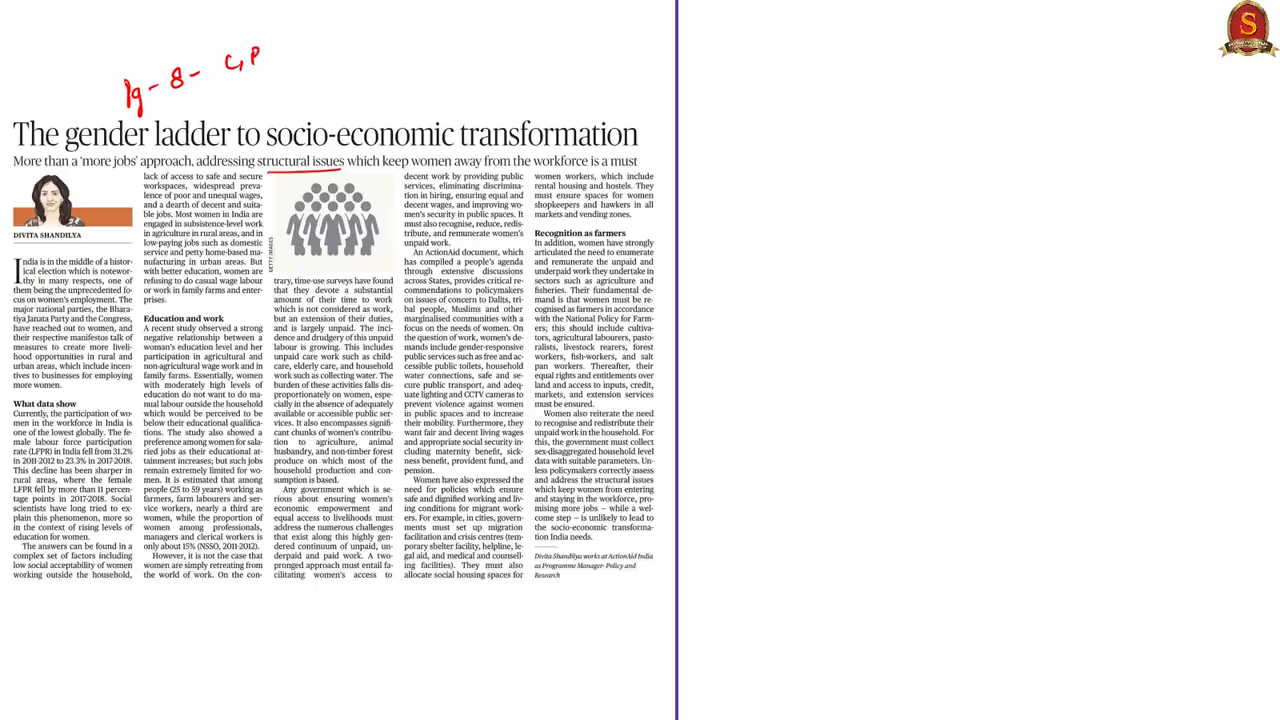 Pg - 8 - GP
The gender ladder to socio-economic transformation
More than a ‘more jobs’ approach, addressing structural issues which keep women away from the workforce is a must
DIVITA SHANDILYA
India is in the middle of a histor-
ical election which is notewor-
thy in many respects, one of
them being the unprecedented fo-
cus on women’s employment. The
major national parties, the Bhara-
tiya Janata Party and the Congress,
have reached out to women, and
their respective manifestos talk of
measures to create more liveli-
hood opportunities in rural and
urban areas, which include incen-
tives to businesses for employing
more women.
What data show
Currently, the participation of wo-
men in the workforce in India is
one of the lowest globally. The fe-
male labour force participation
rate (LFPR) in India fell from 31.2%
in 2011-2012 to 23.3% in 2017-2018.
This decline has been sharper in
rural areas, where the female
LFPR fell by more than 11 percen-
tage points in 2017-2018. Social
scientists have long tried to ex-
plain this phenomenon, more so
in the context of rising levels of
education for women.
The answers can be found in a
complex set of factors including
low social acceptability of women
working outside the household,
lack of access to safe and secure
workspaces, widespread preva-
lence of poor and unequal wages,
and a dearth of decent and suita-
ble jobs. Most women in India are
engaged in subsistence-level work
in agriculture in rural areas, and in
low-paying jobs such as domestic
service and petty home-based ma-
nufacturing in urban areas. But
with better education, women are
refusing to do casual wage labour
or work in family farms and enter-
prises.
Education and work
A recent study observed a strong
negative relationship between a
woman’s education level and her
participation in agricultural and
non-agricultural wage work and in
family farms. Essentially, women
with moderately high levels of
education do not want to do ma-
nual labour outside the household
which would be perceived to be
below their educational qualifica-
tions. The study also showed a
preference among women for sala-
ried jobs as their educational at-
tainment increases; but such jobs
remain extremely limited for wo-
men. It is estimated that among
people (25 to 59 years) working as
farmers, farm labourers and ser-
vice workers, nearly a third are
women, while the proportion of
women among professionals,
managers and clerical workers is
only about 15% (NSSO, 2011-2012).
However, it is not the case that
women are simply retreating from
the world of work. On the con-
GETTY IMAGES
trary, time-use surveys have found
that they devote a substantial
amount of their time to work
which is not considered as work,
but an extension of their duties,
and is largely unpaid. The inci-
dence and drudgery of this unpaid
labour is growing. This includes
unpaid care work such as child-
care, elderly care, and household
work such as collecting water. The
burden of these activities falls dis-
proportionately on women, espe-
cially in the absence of adequately
available or accessible public ser-
vices. It also encompasses signifi-
cant chunks of women’s contribu-
tion to agriculture, animal
husbandry, and non-timber forest
produce on which most of the
household production and con-
sumption is based.
Any government which is se-
rious about ensuring women’s
economic empowerment and
equal access to livelihoods must
address the numerous challenges
that exist along this highly gen-
dered continuum of unpaid, un-
derpaid and paid work. A two-
pronged approach must entail fa-
cilitating women’s access to
decent work by providing public
services, eliminating discrimina-
tion in hiring, ensuring equal and
decent wages, and improving wo-
men’s security in public spaces. It
must also recognise, reduce, redis-
tribute, and remunerate women’s
unpaid work.
An ActionAid document, which
has compiled a people’s agenda
through extensive discussions
across States, provides critical re-
commendations to policymakers
on issues of concern to Dalits, tri-
bal people, Muslims and other
marginalised communities with a
focus on the needs of women. On
the question of work, women’s de-
mands include gender-responsive
public services such as free and ac-
cessible public toilets, household
water connections, safe and se-
cure public transport, and adeq-
uate lighting and CCTV cameras to
prevent violence against women
in public spaces and to increase
their mobility. Furthermore, they
want fair and decent living wages
and appropriate social security in-
cluding maternity benefit, sick-
ness benefit, provident fund, and
pension.
Women have also expressed the
need for policies which ensure
safe and dignified working and liv-
ing conditions for migrant work-
ers. For example, in cities, govern-
ments must set up migration
facilitation and crisis centres (tem-
porary shelter facility, helpline, le-
gal aid, and medical and counsell-
ing facilities). They must also
allocate social housing spaces for
women workers, which include
rental housing and hostels. They
must ensure spaces for women
shopkeepers and hawkers in all
markets and vending zones.
Recognition as farmers
In addition, women have strongly
articulated the need to enumerate
and remunerate the unpaid and
underpaid work they undertake in
sectors such as agriculture and
fisheries. Their fundamental de-
mand is that women must be re-
cognised as farmers in accordance
with the National Policy for Farm-
ers; this should include cultiva-
tors, agricultural labourers, pasto-
ralists, livestock rearers, forest
workers, fish-workers, and salt
pan workers. Thereafter, their
equal rights and entitlements over
land and access to inputs, credit,
markets, and extension services
must be ensured.
Women also reiterate the need
to recognise and redistribute their
unpaid work in the household. For
this, the government must collect
sex-disaggregated household level
data with suitable parameters. Un-
less policymakers correctly assess
and address the structural issues
which keep women from entering
and staying in the workforce, pro-
mising more jobs — while a wel-
come step — is unlikely to lead to
the socio-economic transforma-
tion India needs.
Divita Shandilya works at ActionAid India
as Programme Manager- Policy and
Research
S